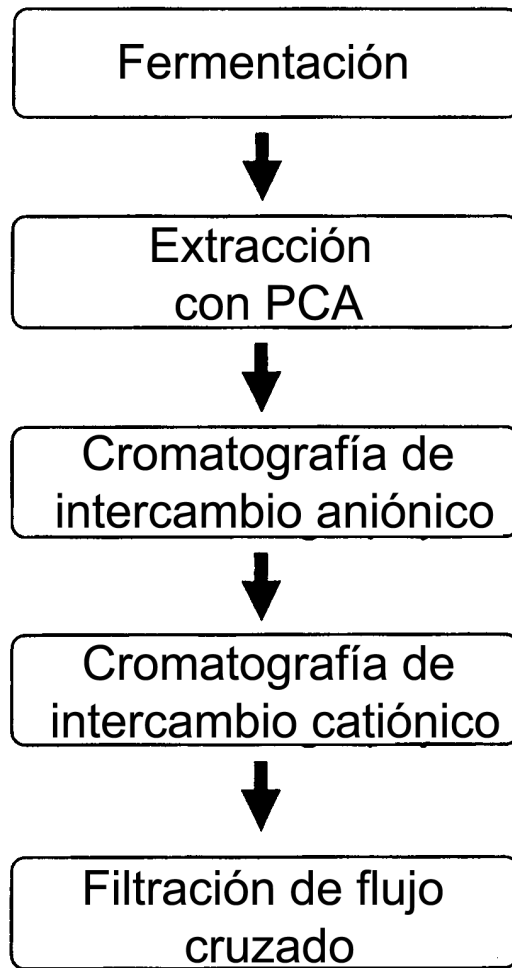 Fermentación
Extracción
con PCA
Cromatografía de
intercambio aniónico
Cromatografía de
intercambio catiónico
Filtración de flujo
cruzado